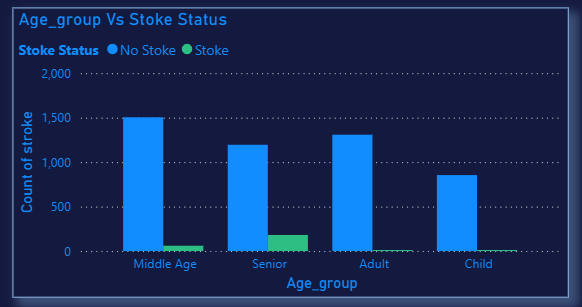 Age_group Vs Stoke Status
Stoke Status No Stoke Stoke
2,000
1,500
1,000
500
0
Count of stroke
Middle Age Senior Adult Child
Age_group